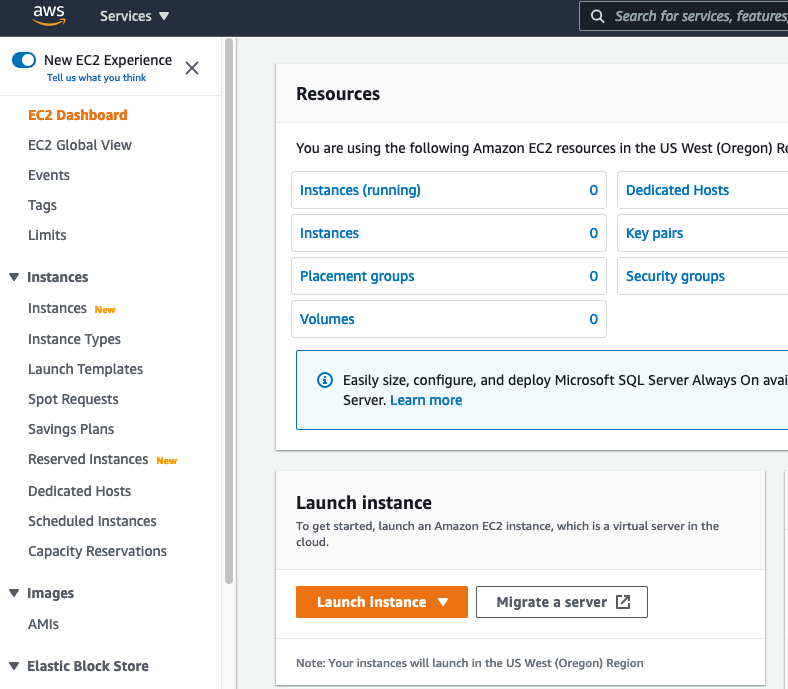 aws
Services
Search for services, features,
New EC2 Experience
Tell us what you think
EC2 Dashboard
EC2 Global View
Events
Tags
Limits
Instances
Instances New
Instance Types
Launch Templates
Spot Requests
Savings Plans
Reserved Instances New
Dedicated Hosts
Scheduled Instances
Capacity Reservations
Images
AMIs
Elastic Block Store
Resources
You are using the following Amazon EC2 resources in the US West (Oregon) Re
Instances (running) 0
Dedicated Hosts
Instances 0
Key pairs
Placement groups 0
Security groups
Volumes 0
Easily size, configure, and deploy Microsoft SQL Server Always On avai
Server. Learn more
Launch instance
To get started, launch an Amazon EC2 instance, which is a virtual server in the
cloud.
Launch instance
Migrate a server
Note: Your instances will launch in the US West (Oregon) Region